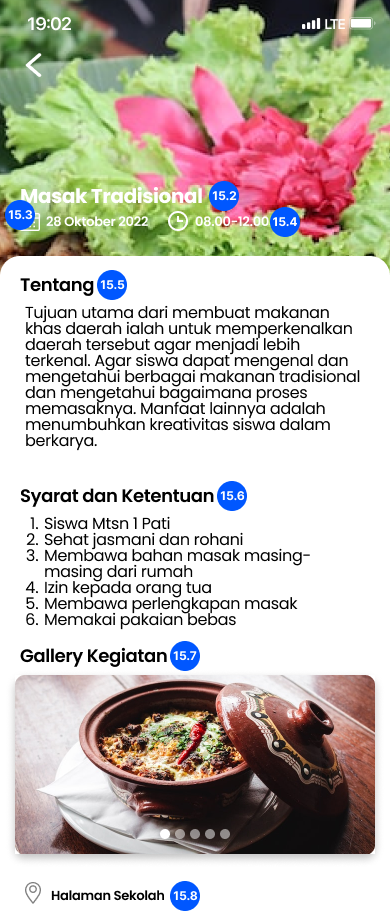 19:02 LTE
Masak Tradisional 15.2
15.3 28 Oktober 2022 08.00-12.00 15.4
Tentang 15.5
Tujuan utama dari membuat makanan
khas daerah ialah untuk memperkenalkan
daerah tersebut agar menjadi lebih
terkenal. Agar siswa dapat mengenal dan
mengetahui berbagai makanan tradisional
dan mengetahui bagaimana proses
memasaknya. Manfaat lainnya adalah
menumbuhkan kreativitas siswa dalam
berkarya.
Syarat dan Ketentuan 15.6
1. Siswa Mtsn 1 Pati
2. Sehat jasmani dan rohani
3. Membawa bahan masak masing-
masing dari rumah
4. Izin kepada orang tua
5. Membawa perlengkapan masak
6. Memakai pakaian bebas
Gallery Kegiatan 15.7
Halaman Sekolah 15.8